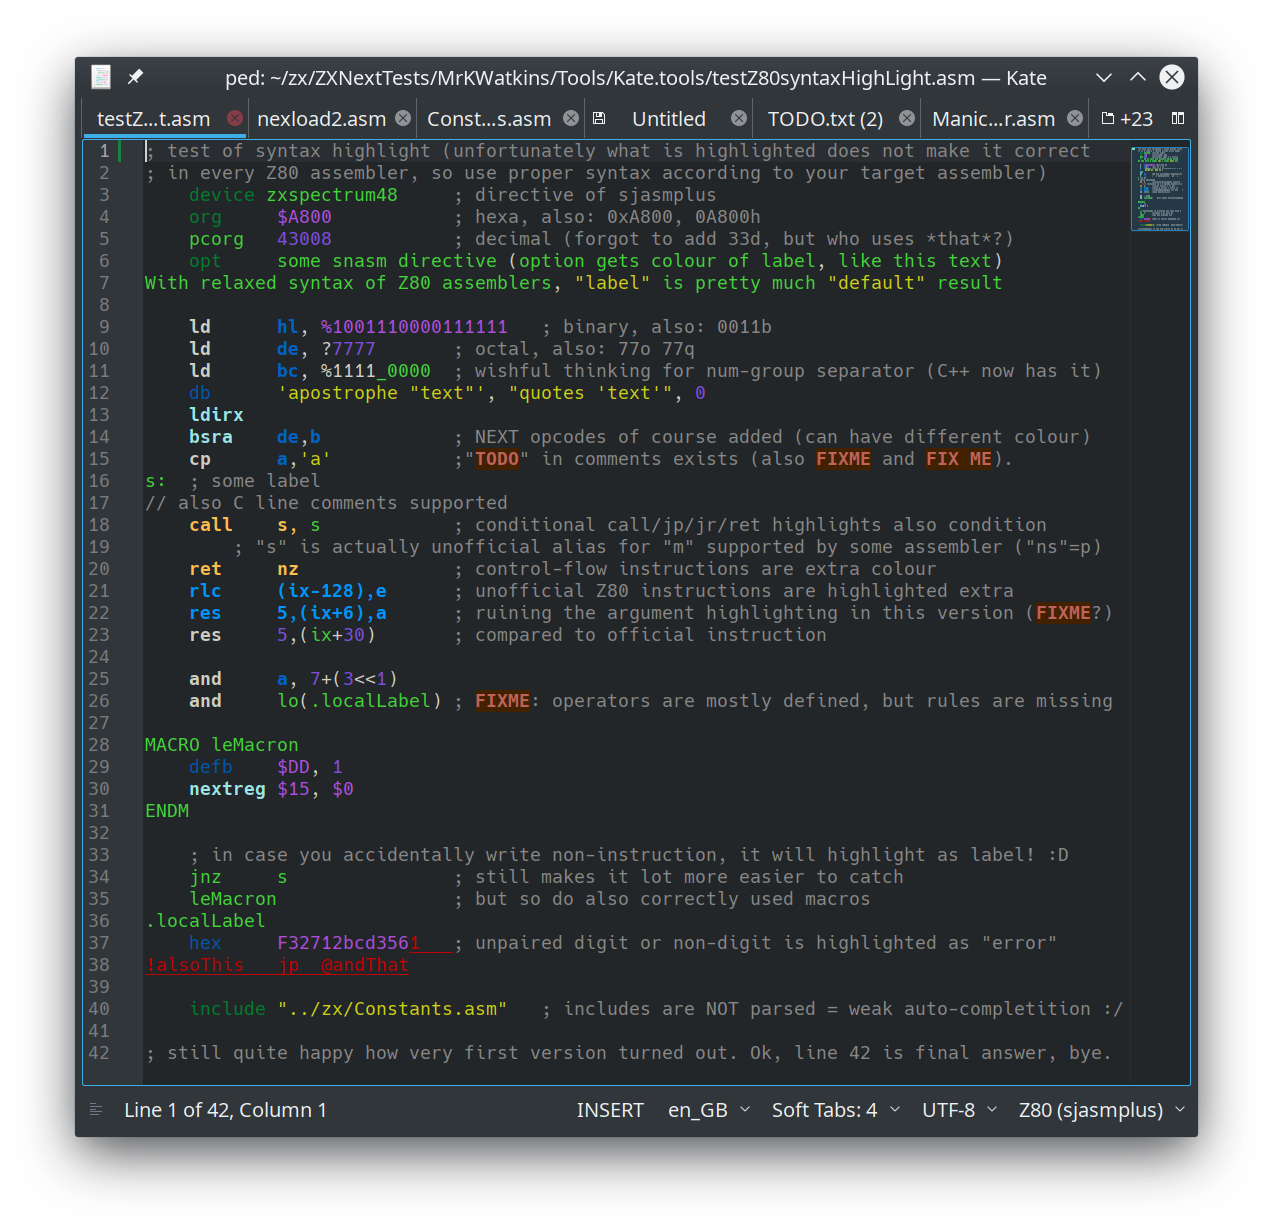 ped: ~/zx/ZXNextTests/MrKWatkins/Tools/Kate.tools/testZ80syntaxHighLight.asm — Kate
testZ...t.asm nexload2.asm Const...s.asm Untitled TODO.txt (2) Manic...r.asm +23
1 ; test of syntax highlight (unfortunately what is highlighted does not make it correct
2 ; in every Z80 assembler, so use proper syntax according to your target assembler)
3     device zxspectrum48     ; directive of sjasmplus
4     org     $A800           ; hexa, also: 0xA800, 0A800h
5     pcorg   43008           ; decimal (forgot to add 33d, but who uses *that*?)
6     opt     some snasm directive (option gets colour of label, like this text)
7 With relaxed syntax of Z80 assemblers, "label" is pretty much "default" result
8
9     ld      hl, %1001110000111111   ; binary, also: 0011b
10     ld      de, ?7777       ; octal, also: 77o 77q
11     ld      bc, %1111_0000  ; wishful thinking for num-group separator (C++ now has it)
12     db      'apostrophe "text"', "quotes 'text'", 0
13     ldirx
14     bsra    de,b            ; NEXT opcodes of course added (can have different colour)
15     cp      a,'a'           ;"TODO" in comments exists (also FIXME and FIX ME).
16 s:  ; some label
17 // also C line comments supported
18     call    s, s            ; conditional call/jp/jr/ret highlights also condition
19         ; "s" is actually unofficial alias for "m" supported by some assembler ("ns"=p)
20     ret     nz              ; control-flow instructions are extra colour
21     rlc     (ix-128),e      ; unofficial Z80 instructions are highlighted extra
22     res     5,(ix+6),a      ; ruining the argument highlighting in this version (FIXME?)
23     res     5,(ix+30)       ; compared to official instruction
24
25     and     a, 7+(3<<1)
26     and     lo(.localLabel) ; FIXME: operators are mostly defined, but rules are missing
27
28 MACRO leMacron
29     defb    $DD, 1
30     nextreg $15, $0
31 ENDM
32
33     ; in case you accidentally write non-instruction, it will highlight as label! :D
34     jnz     s               ; still makes it lot more easier to catch
35     leMacron                ; but so do also correctly used macros
36 .localLabel
37     hex     F32712bcd3561   ; unpaired digit or non-digit is highlighted as "error"
38 !alsoThis   jp  @andThat
39
40     include "../zx/Constants.asm"   ; includes are NOT parsed = weak auto-completition :/
41
42 ; still quite happy how very first version turned out. Ok, line 42 is final answer, bye.
Line 1 of 42, Column 1 INSERT en_GB Soft Tabs: 4 UTF-8 Z80 (sjasmplus)